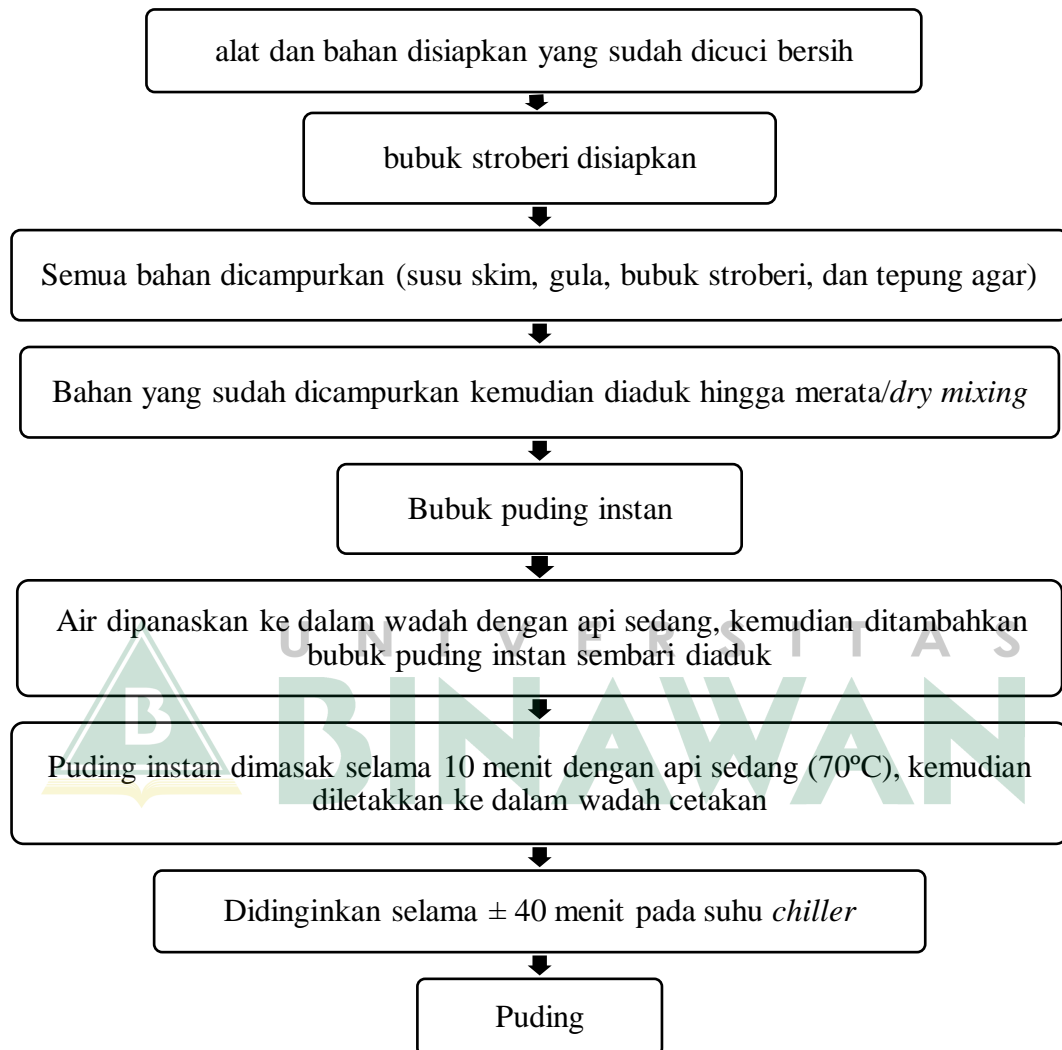 alat dan bahan disiapkan yang sudah dicuci bersih
bubuk stroberi disiapkan
Semua bahan dicampurkan (susu skim, gula, bubuk stroberi, dan tepung agar)
Bahan yang sudah dicampurkan kemudian diaduk hingga merata/dry mixing
Bubuk puding instan
Air dipanaskan ke dalam wadah dengan api sedang, kemudian ditambahkan
bubuk puding instan sembari diaduk
UNIVERSITAS
B BINAWAN
Puding instan dimasak selama 10 menit dengan api sedang (70°C), kemudian
diletakkan ke dalam wadah cetakan
Didinginkan selama ± 40 menit pada suhu chiller
Puding